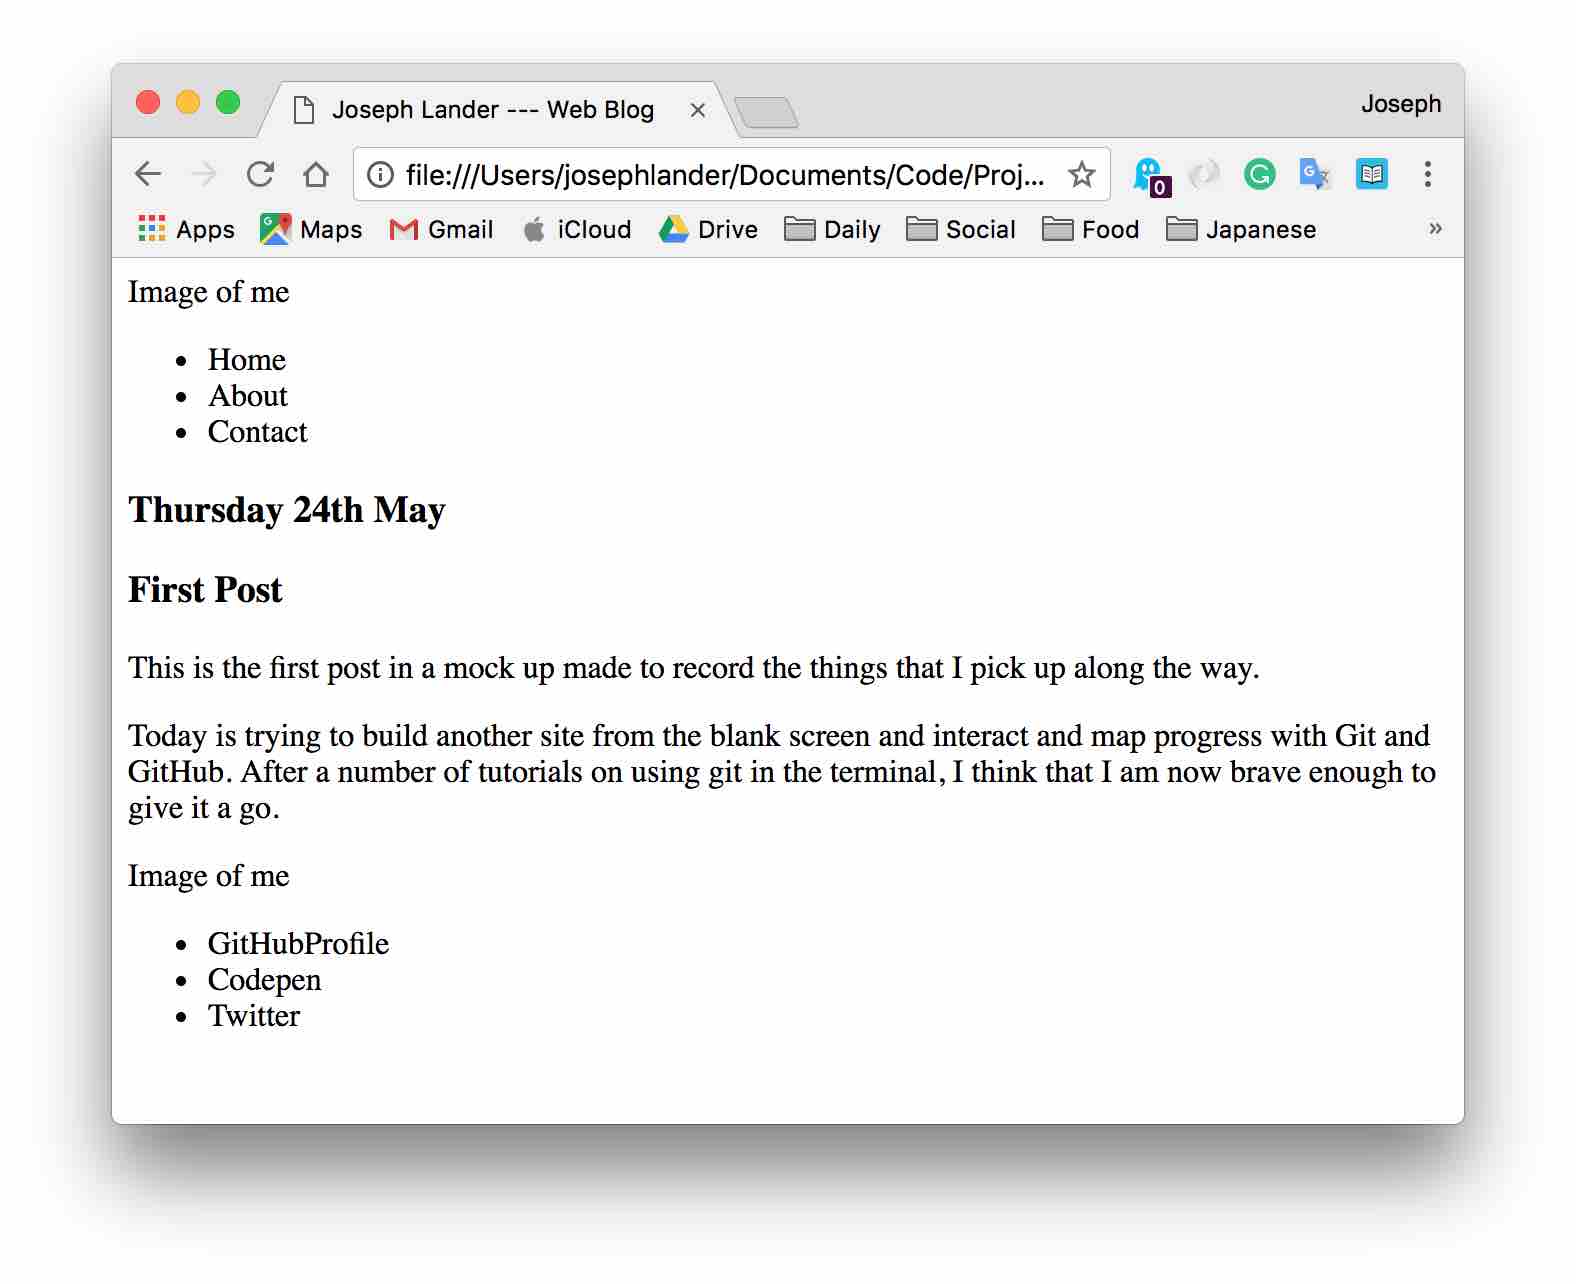 Joseph Lander --- Web Blog
Joseph
file:///Users/josephlander/Documents/Code/Proj...
0
Apps Maps Gmail iCloud Drive Daily Social Food Japanese »
Image of me
Home
About
Contact
Thursday 24th May
First Post
This is the first post in a mock up made to record the things that I pick up along the way.
Today is trying to build another site from the blank screen and interact and map progress with Git and
GitHub. After a number of tutorials on using git in the terminal, I think that I am now brave enough to
give it a go.
Image of me
GitHubProfile
Codepen
Twitter